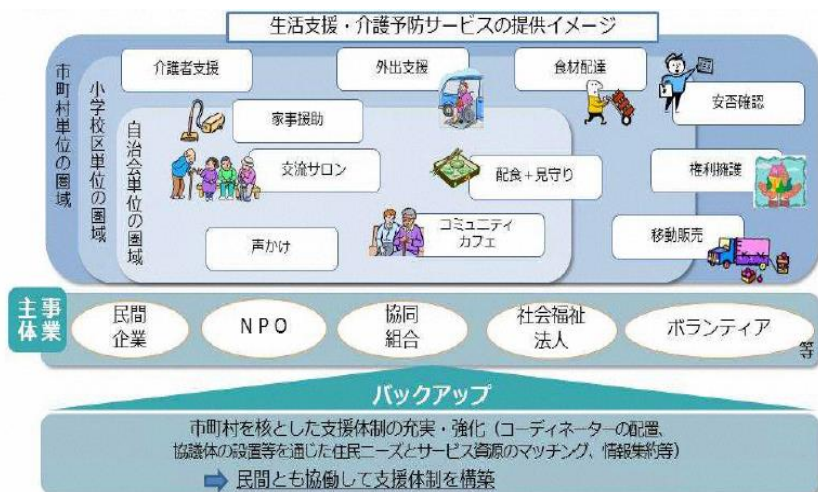 生活支援・介護予防サービスの提供イメージ
市町村単位の圏域
小学校区単位の圏域
自治会単位の圏域
介護者支援
外出支援
食材配達
安否確認
家事援助
交流サロン
配食+見守り
権利擁護
声かけ
コミュニティ
カフェ
移動販売
事業
主体
民間
企業
NPO
協同
組合
社会福祉
法人
ボランティア
等
バックアップ
市町村を核とした支援体制の充実・強化（コーディネーターの配置、
協議体の設置等を通じた住民ニーズとサービス資源のマッチング、情報集約等）
民間とも協働して支援体制を構築